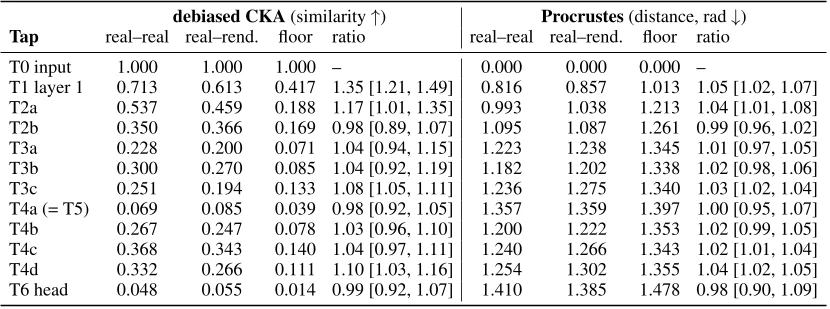 debiased CKA (similarity ↑) Procrustes (distance, rad ↓)
Tap real–real real–rend. floor ratio real–real real–rend. floor ratio
T0 input 1.000 1.000 1.000 – 0.000 0.000 0.000 –
T1 layer 1 0.713 0.613 0.417 1.35 [1.21, 1.49] 0.816 0.857 1.013 1.05 [1.02, 1.07]
T2a 0.537 0.459 0.188 1.17 [1.01, 1.35] 0.993 1.038 1.213 1.04 [1.01, 1.08]
T2b 0.350 0.366 0.169 0.98 [0.89, 1.07] 1.095 1.087 1.261 0.99 [0.96, 1.02]
T3a 0.228 0.200 0.071 1.04 [0.94, 1.15] 1.223 1.238 1.345 1.01 [0.97, 1.05]
T3b 0.300 0.270 0.085 1.04 [0.92, 1.19] 1.182 1.202 1.338 1.02 [0.98, 1.06]
T3c 0.251 0.194 0.133 1.08 [1.05, 1.11] 1.236 1.275 1.340 1.03 [1.02, 1.04]
T4a (= T5) 0.069 0.085 0.039 0.98 [0.92, 1.05] 1.357 1.359 1.397 1.00 [0.95, 1.07]
T4b 0.267 0.247 0.078 1.03 [0.96, 1.10] 1.200 1.222 1.353 1.02 [0.99, 1.05]
T4c 0.368 0.343 0.140 1.04 [0.97, 1.11] 1.240 1.266 1.343 1.02 [1.01, 1.04]
T4d 0.332 0.266 0.111 1.10 [1.03, 1.16] 1.254 1.302 1.355 1.04 [1.02, 1.05]
T6 head 0.048 0.055 0.014 0.99 [0.92, 1.07] 1.410 1.385 1.478 0.98 [0.90, 1.09]